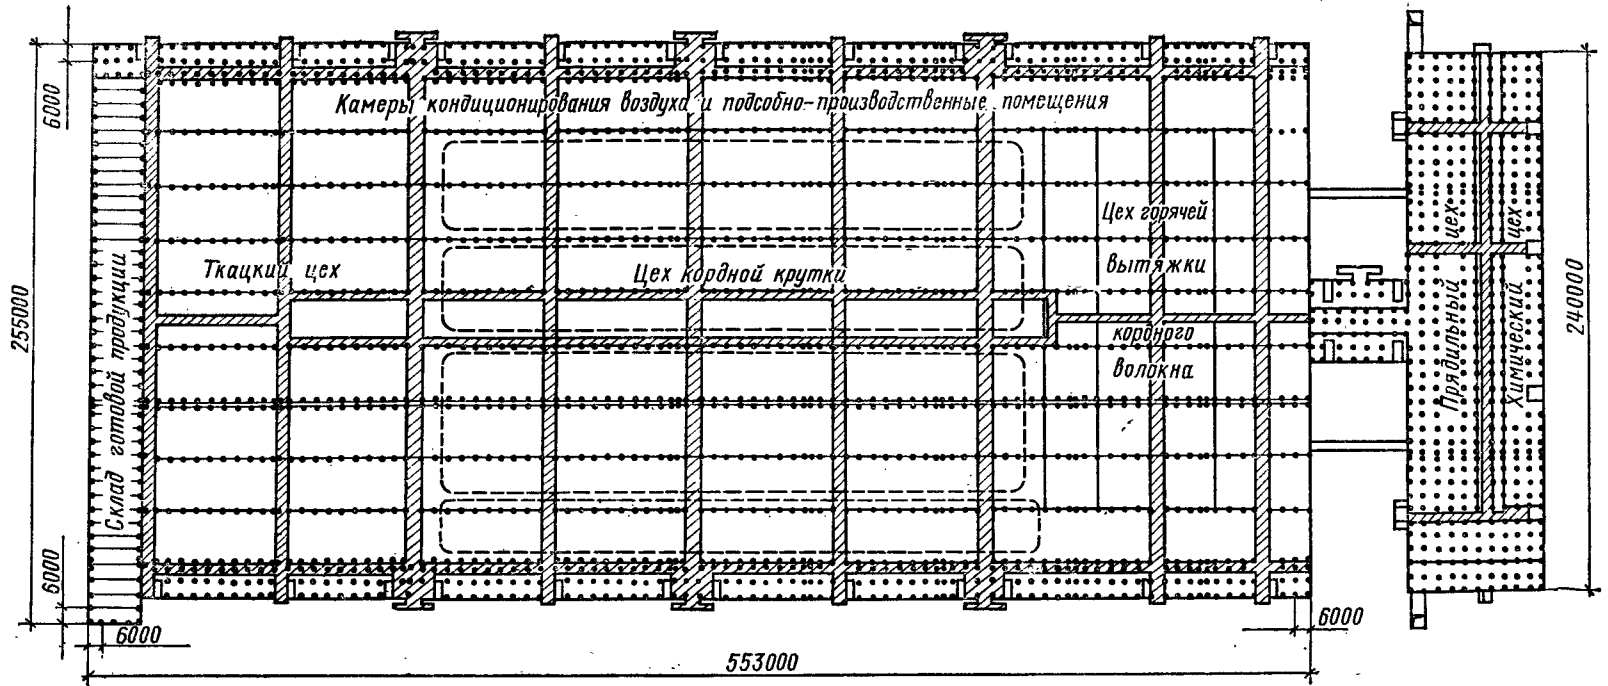 Камеры кондиционирования воздуха и подсобно-производственные помещения
6000
255000
6000
6000
Склад готовой продукции
Ткацкий цех
Цех кордной крутки
Цех горячей
вытяжки
кордного
волокна
Прядильный цех
Химический цех
240000
6000
553000